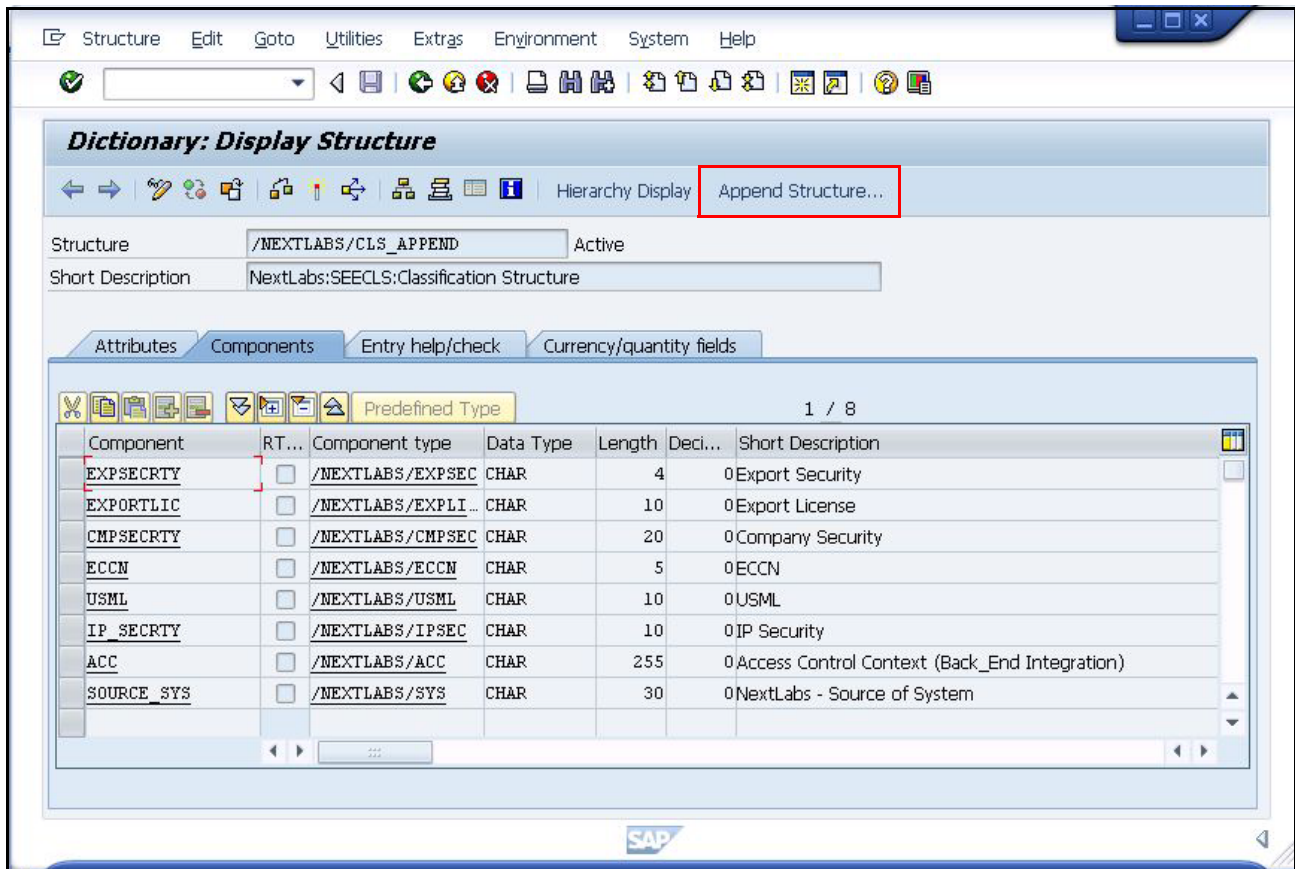 Structure Edit Goto Utilities Extras Environment System Help
Dictionary: Display Structure
Hierarchy Display Append Structure...
Structure /NEXTLABS/CLS_APPEND Active
Short Description NextLabs:SEECLS:Classification Structure
Attributes Components Entry help/check Currency/quantity fields
Predefined Type 1 / 8
Component RT... Component type Data Type Length Deci... Short Description
EXPSECRTY /NEXTLABS/EXPSEC CHAR 4 0 Export Security
EXPORTLIC /NEXTLABS/EXPLI… CHAR 10 0 Export License
CMPSECRTY /NEXTLABS/CMPSEC CHAR 20 0 Company Security
ECCN /NEXTLABS/ECCN CHAR 5 0 ECCN
USML /NEXTLABS/USML CHAR 10 0 USML
IP_SECRTY /NEXTLABS/IPSEC CHAR 10 0 IP Security
ACC /NEXTLABS/ACC CHAR 255 0 Access Control Context (Back_End Integration)
SOURCE_SYS /NEXTLABS/SYS CHAR 30 0 NextLabs - Source of System
SAP